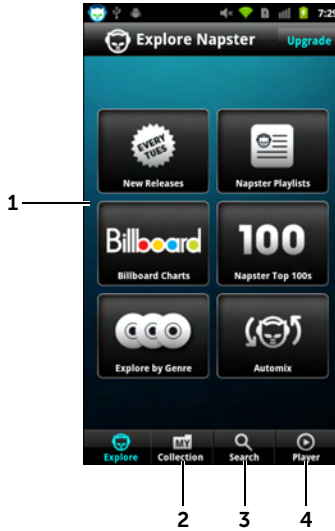 7:29
Explore Napster
Upgrade
EVERY
TUES
New Releases
Napster Playlists
1
Billboard
100
Billboard Charts
Napster Top 100s
Explore by Genre
Automix
MY
Explore
Collection
Search
Player
2
3
4